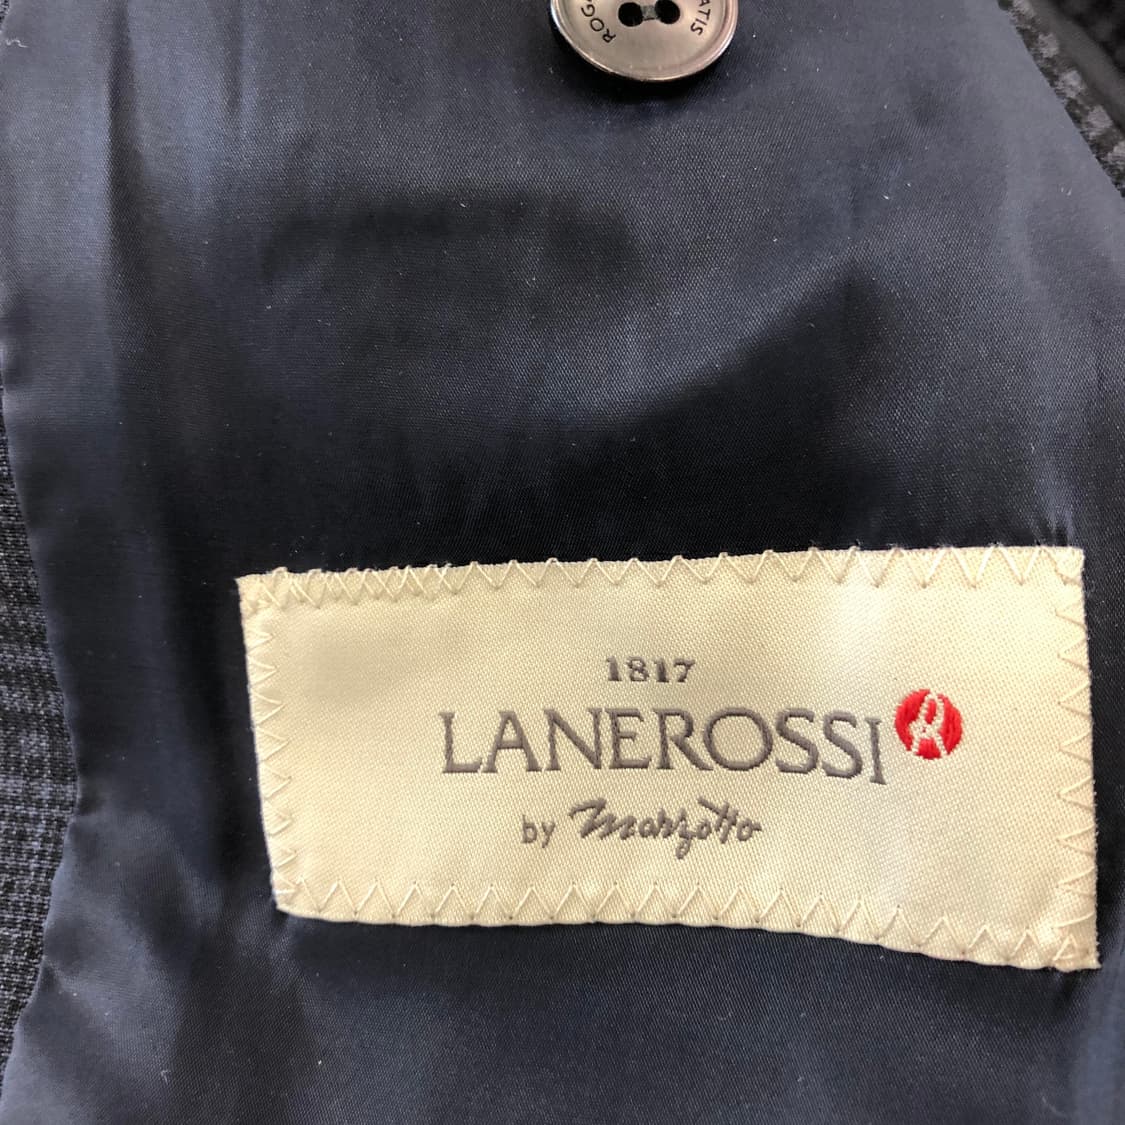 1817
LANEROSSI
by Marzotto